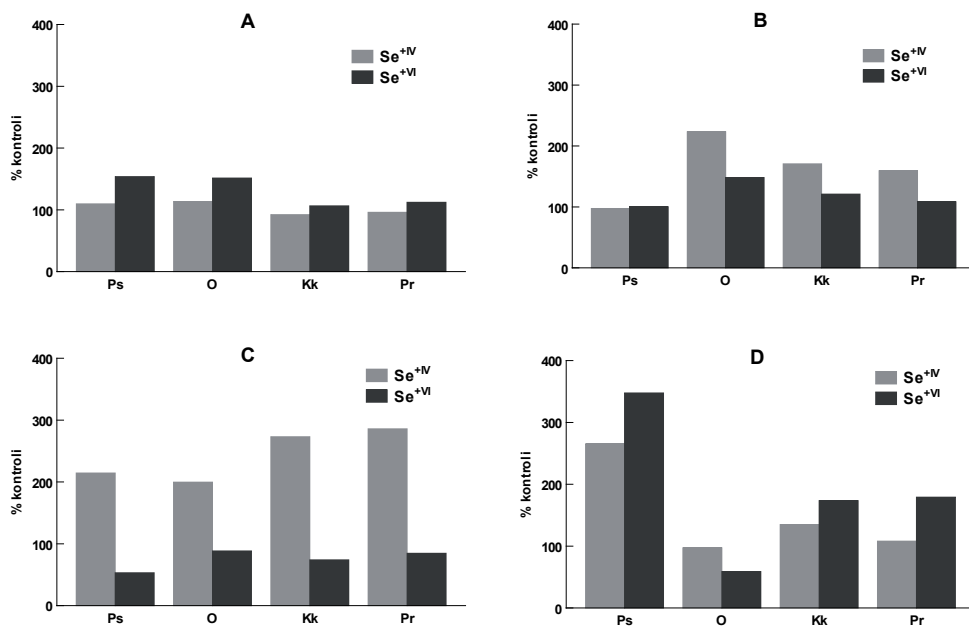 A
400
300
200
100
0
% kontroli
Se+IV
Se+VI
Ps O Kk Pr
B
400
300
200
100
0
% kontroli
Se+IV
Se+VI
Ps O Kk Pr
C
400
300
200
100
0
% kontroli
Se+IV
Se+VI
Ps O Kk Pr
D
400
300
200
100
0
% kontroli
Se+IV
Se+VI
Ps O Kk Pr